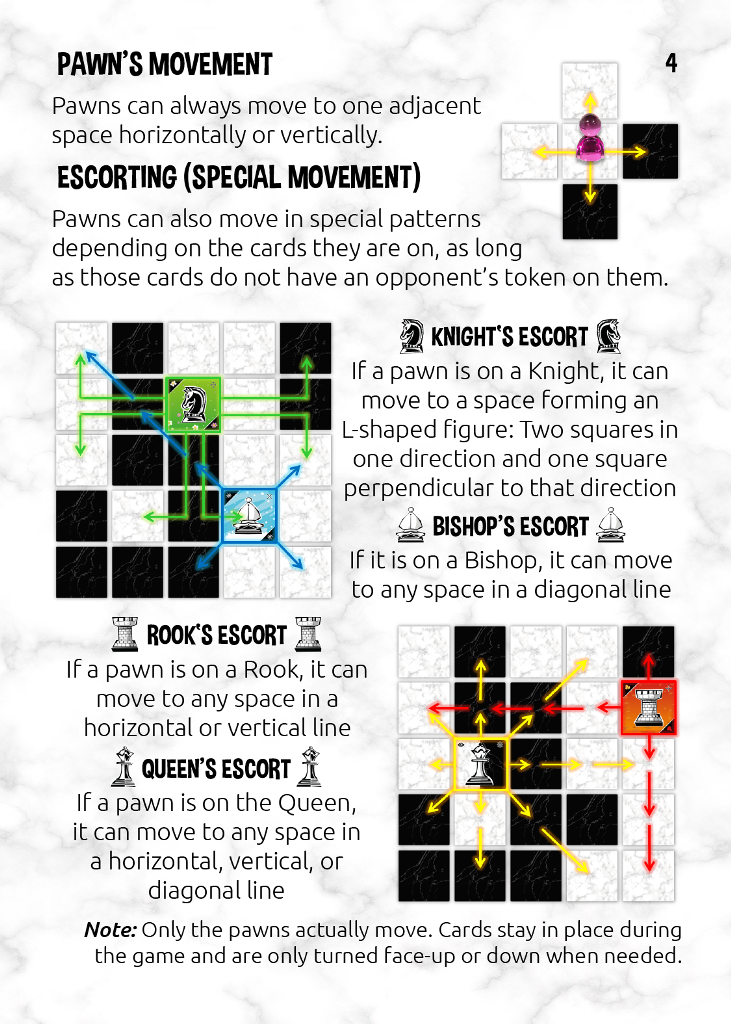 PAWN'S MOVEMENT
4
Pawns can always move to one adjacent
space horizontally or vertically.
ESCORTING (SPECIAL MOVEMENT)
Pawns can also move in special patterns
depending on the cards they are on, as long
as those cards do not have an opponent's token on them.
KNIGHT'S ESCORT
If a pawn is on a Knight, it can
move to a space forming an
L-shaped figure: Two squares in
one direction and one square
perpendicular to that direction
BISHOP'S ESCORT
If it is on a Bishop, it can move
to any space in a diagonal line
ROOK'S ESCORT
If a pawn is on a Rook, it can
move to any space in a
horizontal or vertical line
QUEEN'S ESCORT
If a pawn is on the Queen,
it can move to any space in
a horizontal, vertical, or
diagonal line
Note: Only the pawns actually move. Cards stay in place during
the game and are only turned face-up or down when needed.